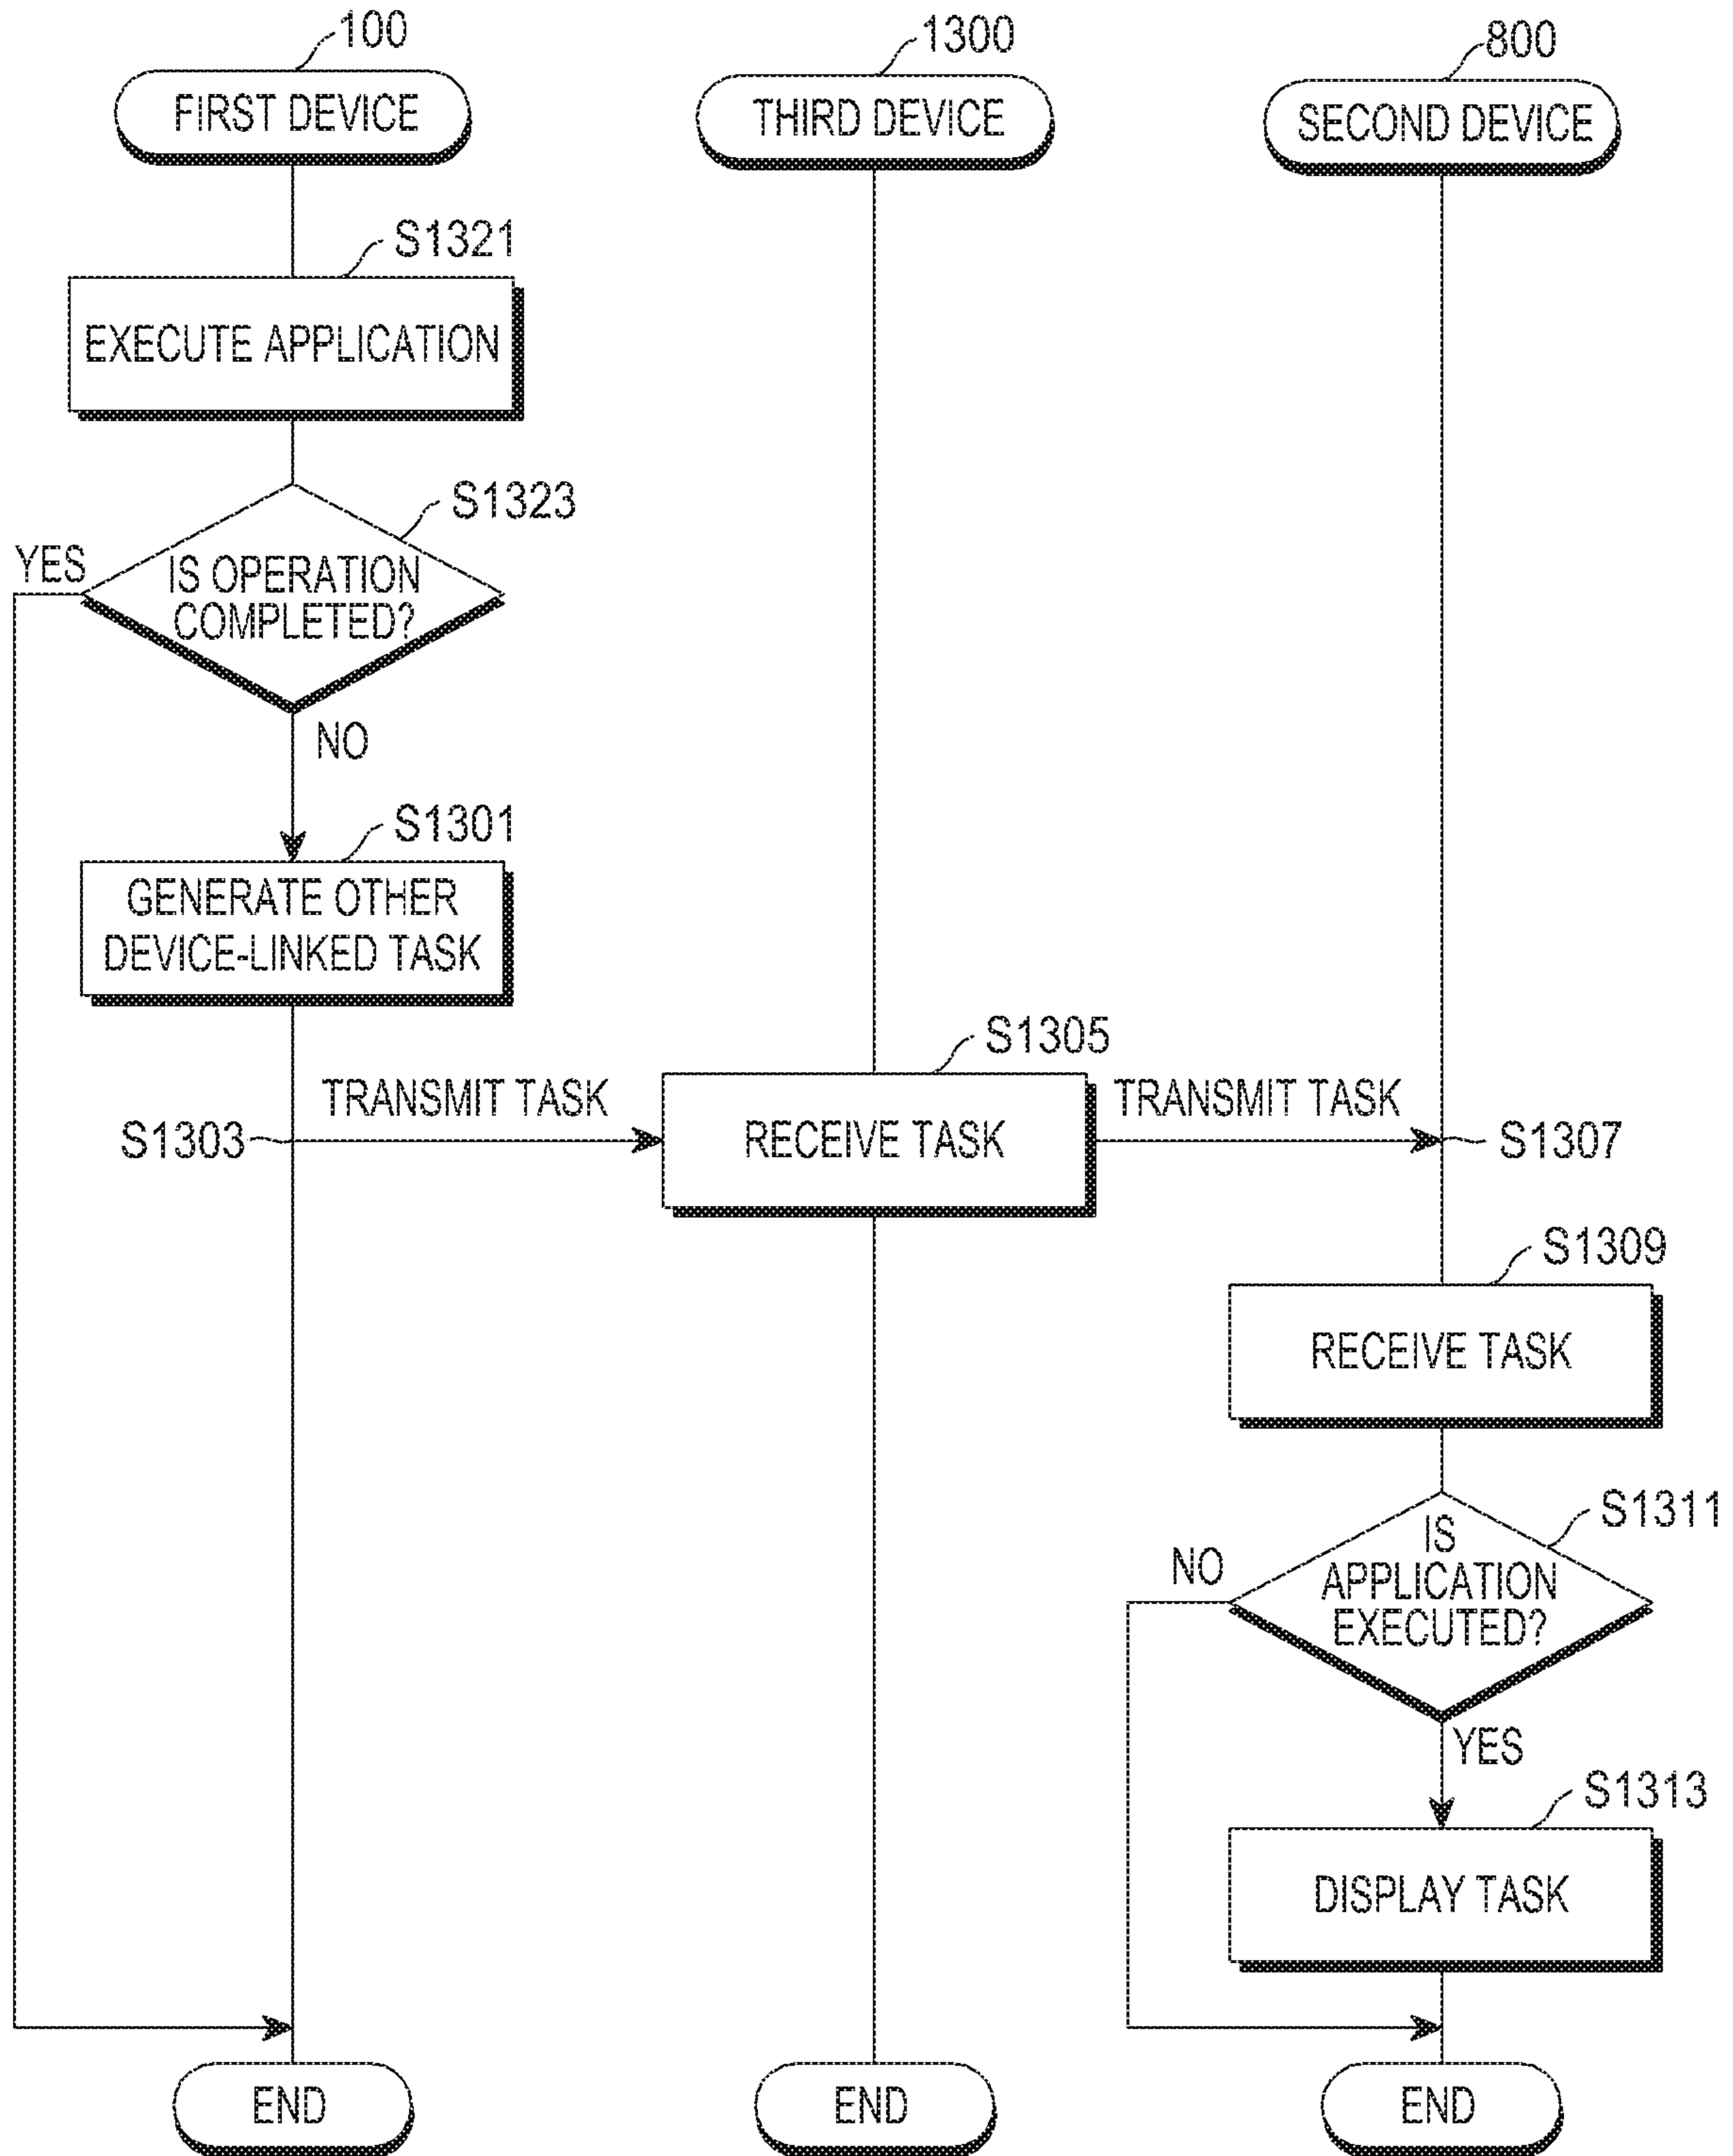 100
1300
800
FIRST DEVICE
THIRD DEVICE
SECOND DEVICE
S1321
EXECUTE APPLICATION
S1323
YES
IS OPERATION
COMPLETED?
NO
S1301
GENERATE OTHER
DEVICE-LINKED TASK
S1305
TRANSMIT TASK
TRANSMIT TASK
S1303
RECEIVE TASK
S1307
S1309
RECEIVE TASK
S1311
IS
NO
APPLICATION
EXECUTED?
YES
S1313
DISPLAY TASK
END
END
END